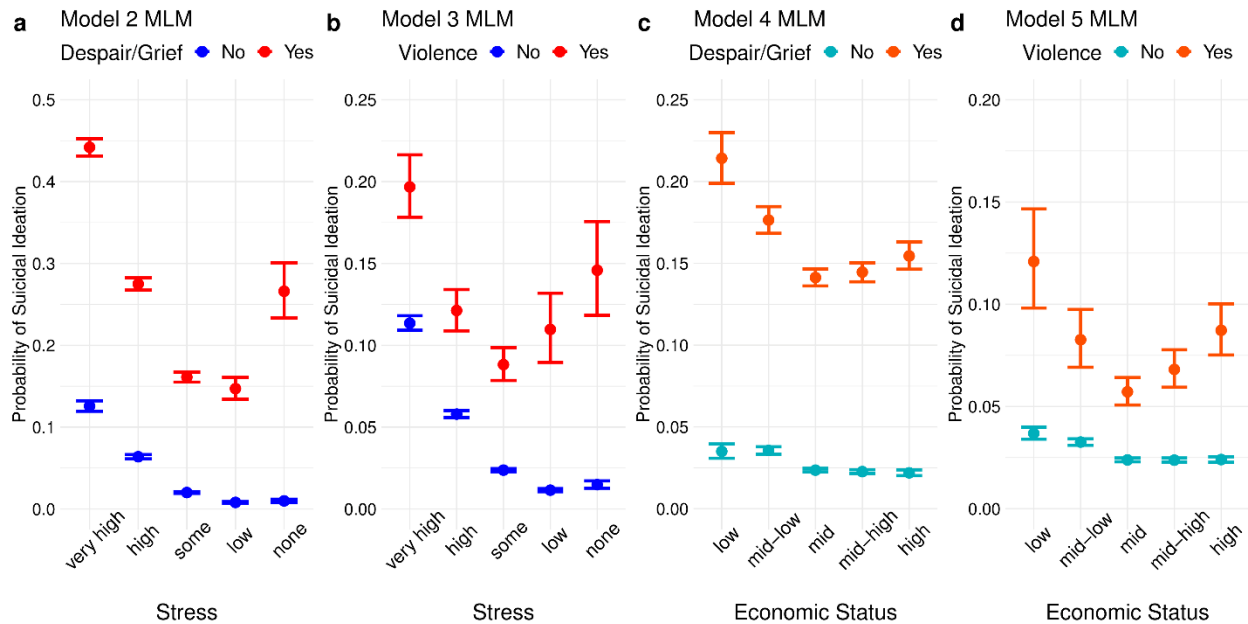 a Model 2 MLM
Despair/Grief No Yes
Probability of Suicidal Ideation
0.5
0.4
0.3
0.2
0.1
0.0
very high
high
some
low
none
Stress
b Model 3 MLM
Violence No Yes
Probability of Suicidal Ideation
0.25
0.20
0.15
0.10
0.05
0.00
very high
high
some
low
none
Stress
c Model 4 MLM
Despair/Grief No Yes
Probability of Suicidal Ideation
0.25
0.20
0.15
0.10
0.05
0.00
low
mid−low
mid
mid−high
high
Economic Status
d Model 5 MLM
Violence No Yes
Probability of Suicidal Ideation
0.20
0.15
0.10
0.05
0.00
low
mid−low
mid
mid−high
high
Economic Status